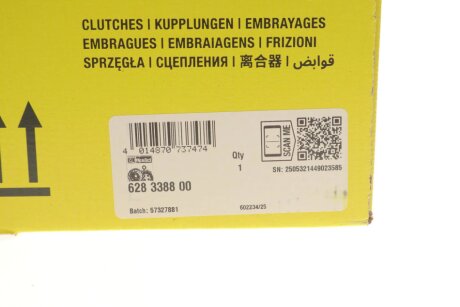 CLUTCHES | KUPPLUNGEN | EMBRAYAGES
EMBRAGUES | EMBRAIAGENS | FRIZIONI
SPRZĘGŁA | СЦЕПЛЕНИЯ | 离合器 | قوابض
4 014870 737474
Qty
1
SCAN ME
SN: 2505321449023585
628 3388 00
Batch: 57327881
602234/25